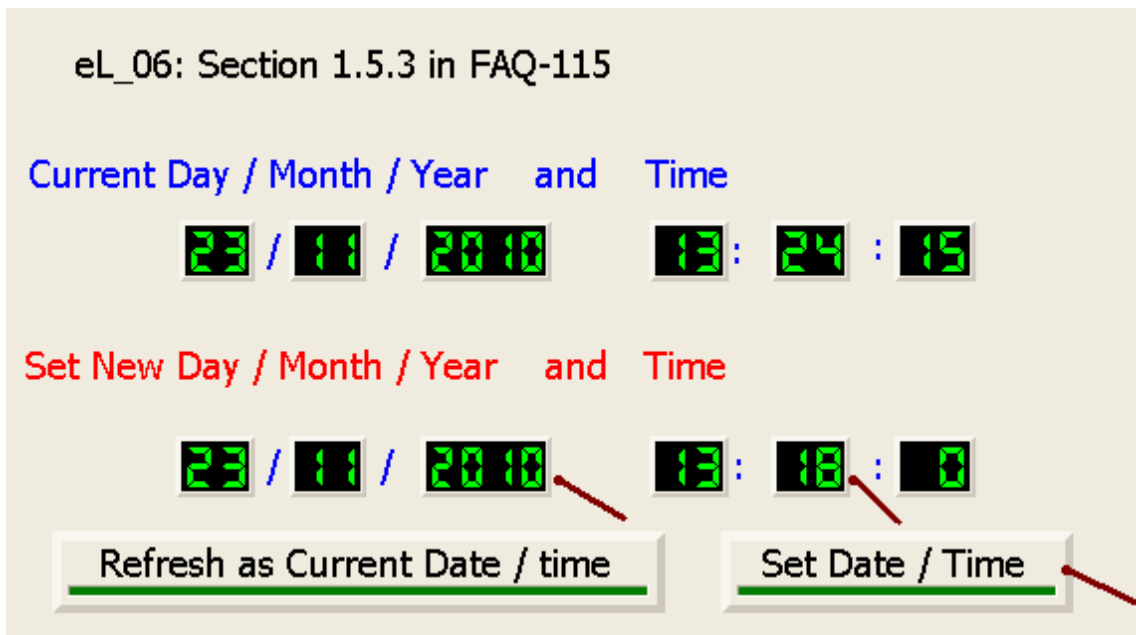 eL_06: Section 1.5.3 in FAQ-115
Current Day / Month / Year and Time
23 / 11 / 2010 13: 24 : 15
Set New Day / Month / Year and Time
23 / 11 / 2010 13: 18 : 0
Refresh as Current Date / time Set Date / Time